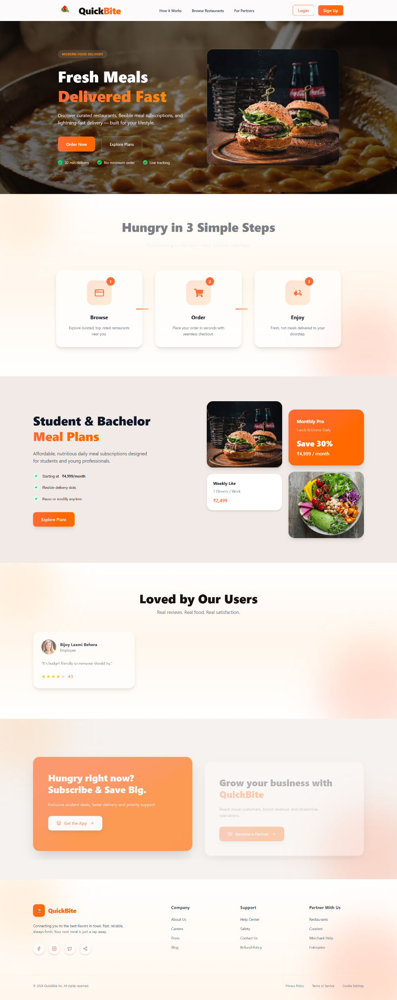 QuickBite
How it Works
Browse Restaurants
For Partners
Login
Sign Up
MODERN FOOD DELIVERY
Fresh Meals
Delivered Fast
Discover curated restaurants, flexible meal subscriptions, and
lightning-fast delivery — built for your lifestyle.
Order Now
Explore Plans
30 min delivery
No minimum order
Live tracking
Coca-Cola
Hungry in 3 Simple Steps
From craving to delivery — fast, smooth, effortless.
1
2
3
Browse
Explore curated, top-rated restaurants
near you.
Order
Place your order in seconds with
seamless checkout.
Enjoy
Fresh, hot meals delivered to your
doorstep.
Student & Bachelor
Meal Plans
Affordable, nutritious daily meal subscriptions designed
for students and young professionals.
Starting at ₹4,999/month
Flexible delivery slots
Pause or modify anytime
Explore Plans
Monthly Pro
Lunch & Dinner Daily
Save 30%
₹4,999 / month
Weekly Lite
7 Dinners / Week
₹2,499
Loved by Our Users
Real reviews. Real food. Real satisfaction.
Bijoy Laxmi Behera
Employee
"It's budget friendly so everyone should try."
4.5
Hungry right now?
Subscribe & Save Big.
Exclusive student deals, faster delivery and priority support.
Get the App
Grow your business with
QuickBite
Reach more customers, boost revenue, and streamline
operations.
Become a Partner
QuickBite
Connecting you to the best flavors in town. Fast, reliable,
always fresh. Your next meal is just a tap away.
Company
About Us
Careers
Press
Blog
Support
Help Center
Safety
Contact Us
Refund Policy
Partner With Us
Restaurants
Couriers
Merchant Help
Enterprise
© 2026 QuickBite Inc. All rights reserved.
Privacy Policy
Terms of Service
Cookie Settings